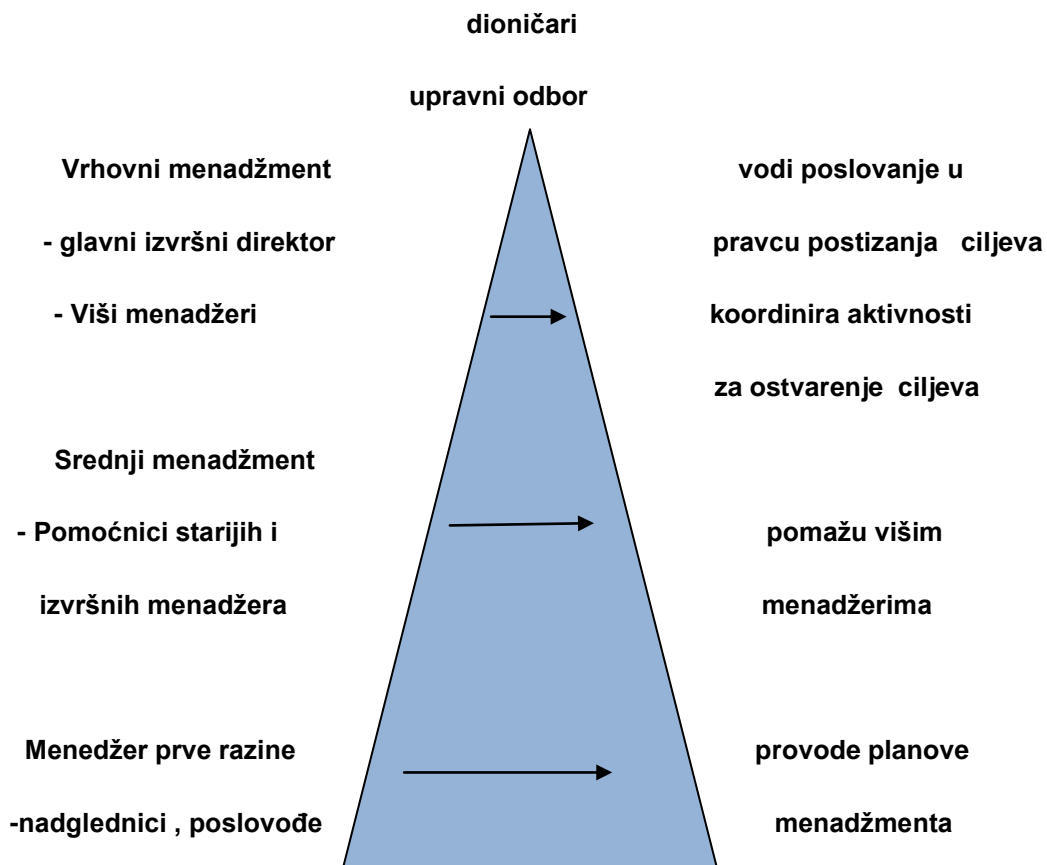 dioničari
upravni odbor
Vrhovni menadžment
- glavni izvršni direktor
- Viši menadžeri
vodi poslovanje u
pravcu postizanja ciljeva
koordinira aktivnosti
za ostvarenje ciljeva
Srednji menadžment
- Pomoćnici starijih i
izvršnih menadžera
pomažu višim
menadžerima
Menedžer prve razine
-nadglednici , poslovođe
provode planove
menadžmenta